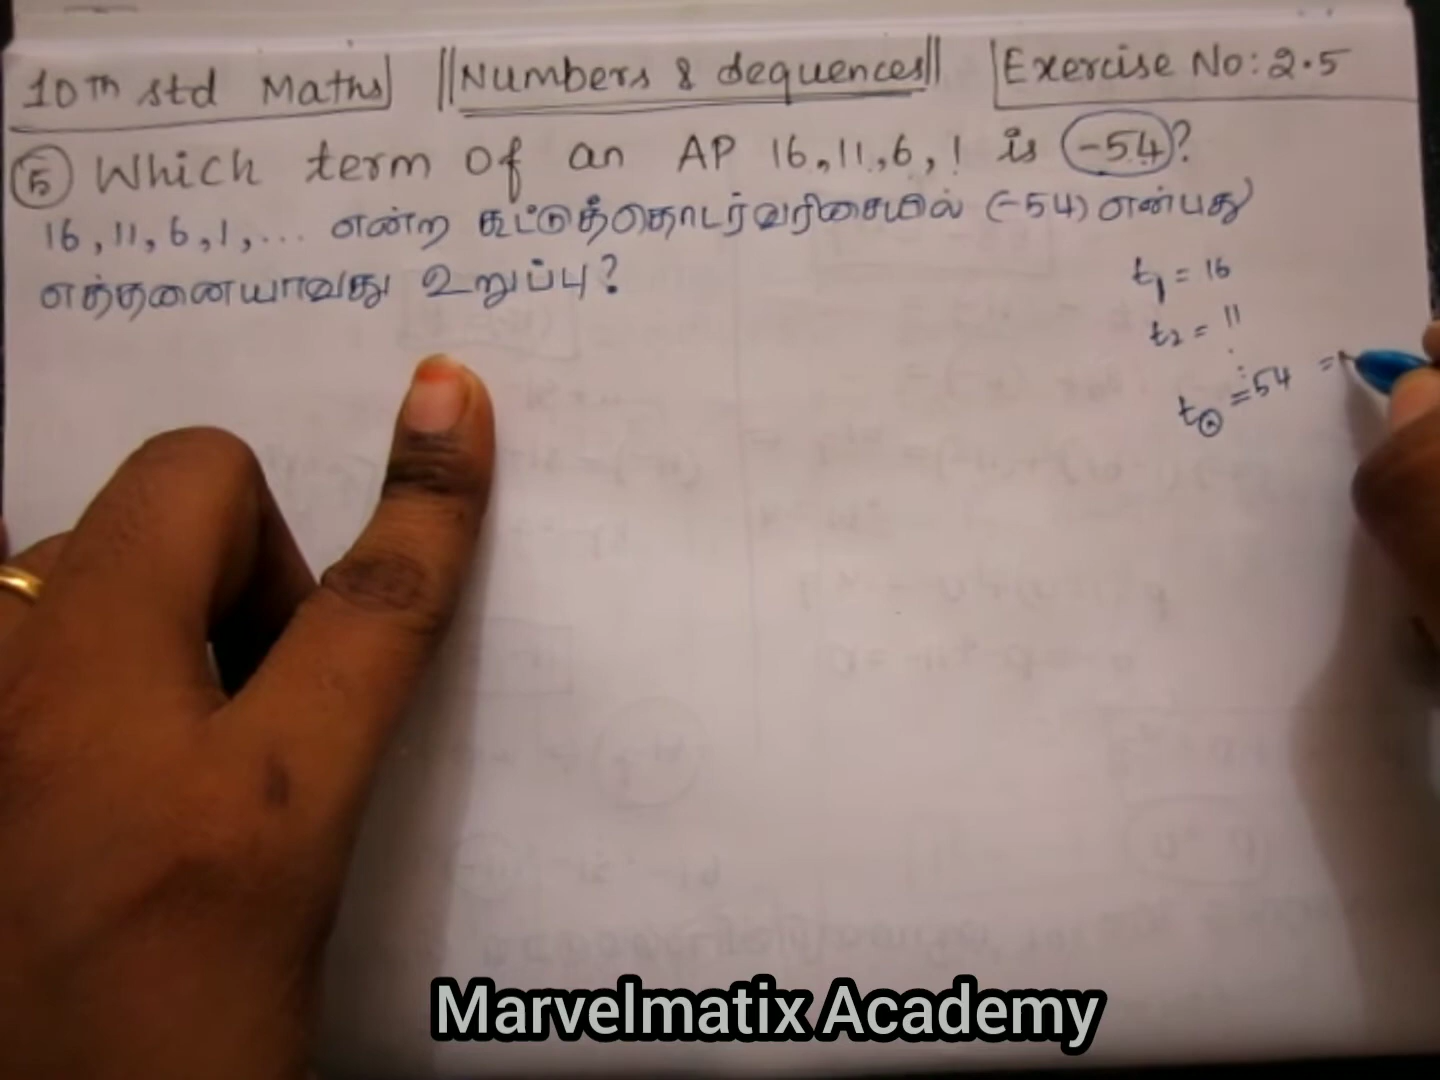 10th std Maths Numbers & Sequences Exercise No: 2.5
5 Which term of an AP 16, 11, 6, 1 is -54?
16, 11, 6, 1, ... என்ற கூட்டுத்தொடர்வரிசையில் (-54) என்பது
எத்தனையாவது உறுப்பு?
t1 = 16
t2 = 11
:
tn = -54 =
Marvelmatix Academy